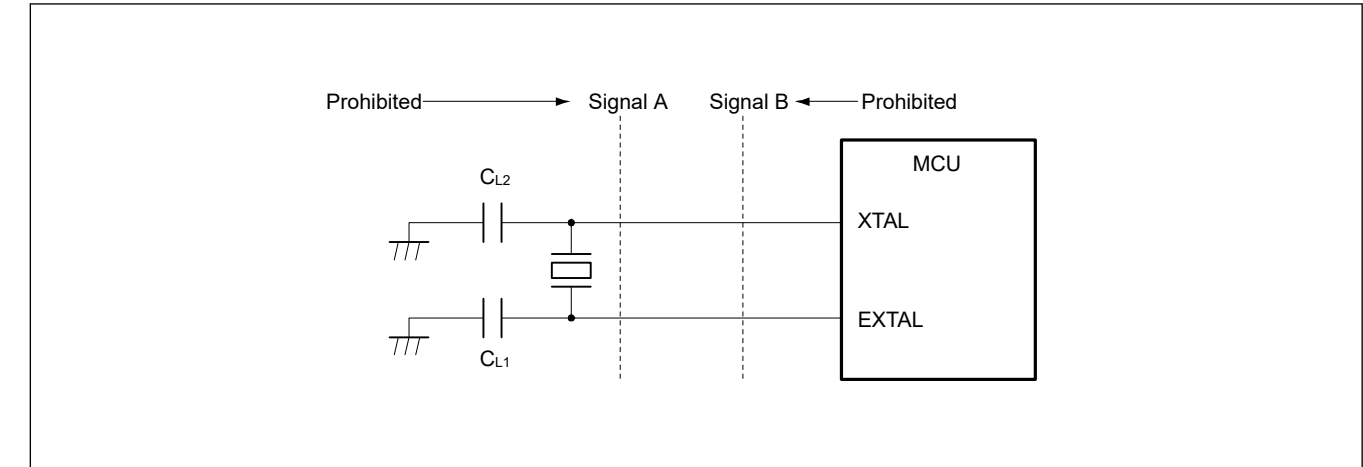 Prohibited Signal A Signal B Prohibited
MCU
CL2
XTAL
EXTAL
CL1